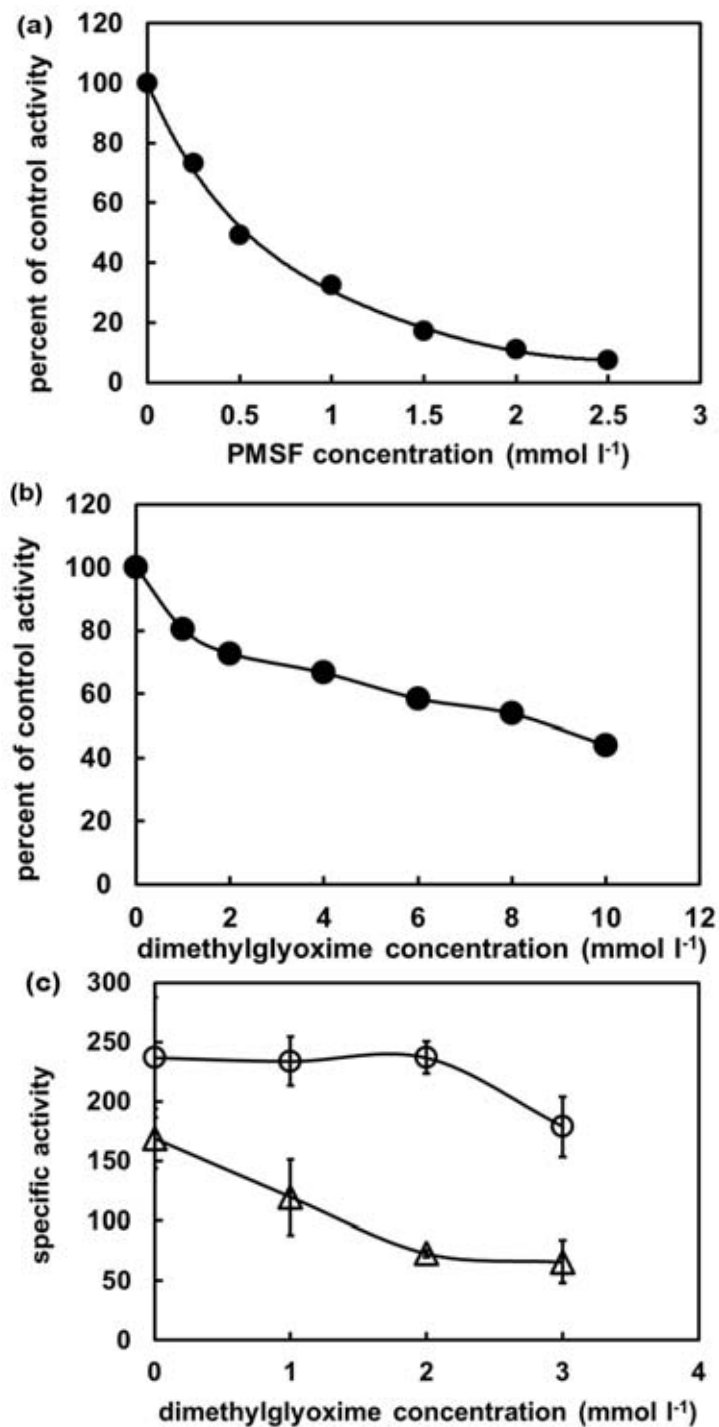 (a)
120
100
80
60
40
20
0
percent of control activity
0 0.5 1 1.5 2 2.5 3
PMSF concentration (mmol l⁻¹)
(b)
120
100
80
60
40
20
0
percent of control activity
0 2 4 6 8 10 12
dimethylglyoxime concentration (mmol l⁻¹)
(c)
300
250
200
150
100
50
0
specific activity
0 1 2 3 4
dimethylglyoxime concentration (mmol l⁻¹)